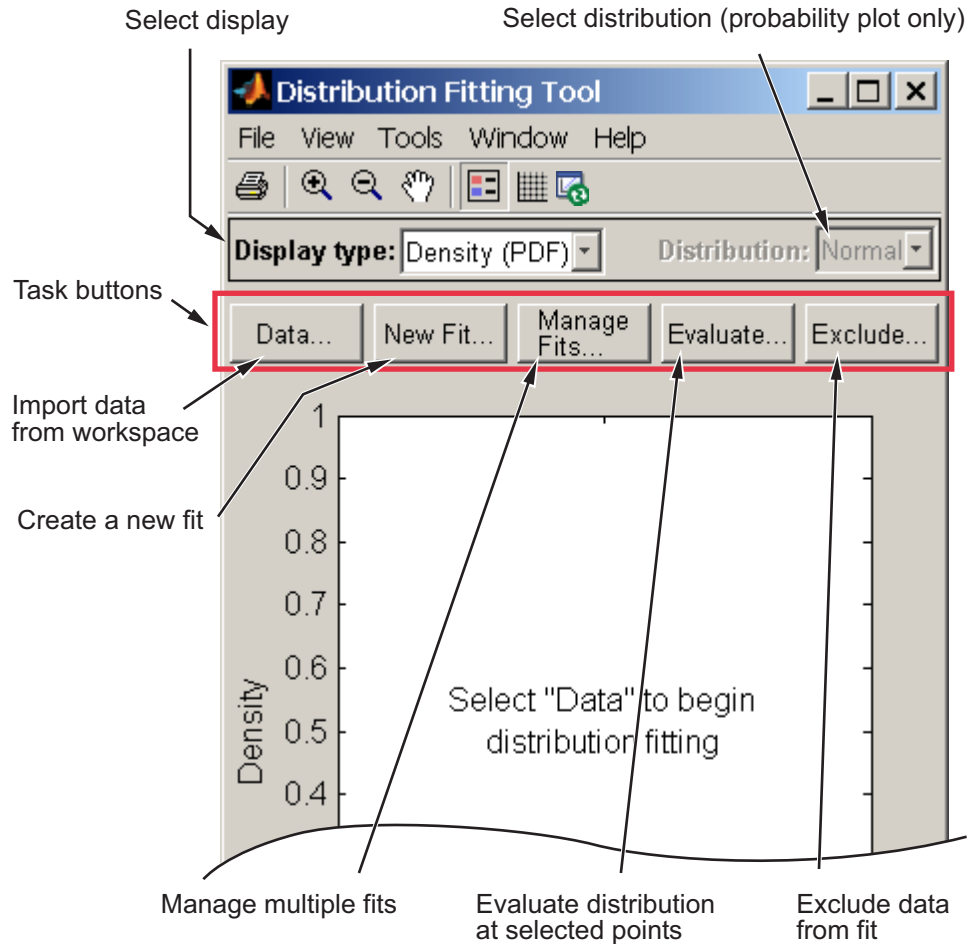 Select display
Select distribution (probability plot only)
Distribution Fitting Tool
File View Tools Window Help
Display type: Density (PDF) Distribution: Normal
Task buttons
Data... New Fit... Manage Fits... Evaluate... Exclude...
Import data
from workspace
Create a new fit
1
0.9
0.8
0.7
0.6
0.5
0.4
Density
Select "Data" to begin
distribution fitting
Manage multiple fits
Evaluate distribution
at selected points
Exclude data
from fit